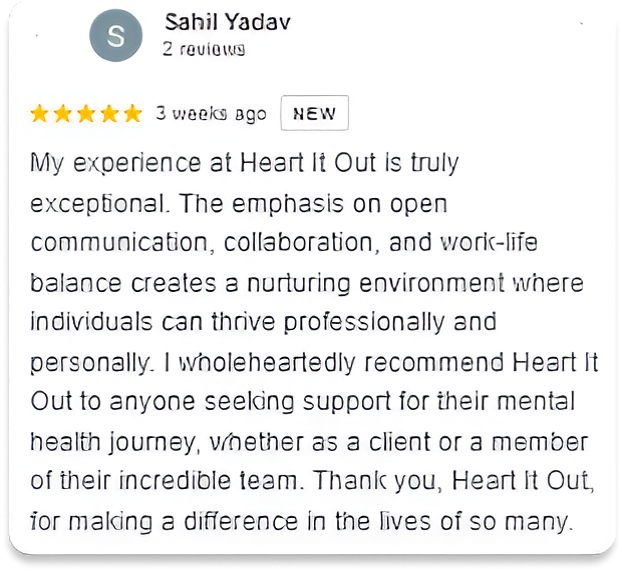 S
Sahil Yadav
2 reviews
★★★★★ 3 weeks ago NEW
My experience at Heart It Out is truly
exceptional. The emphasis on open
communication, collaboration, and work-life
balance creates a nurturing environment where
individuals can thrive professionally and
personally. I wholeheartedly recommend Heart It
Out to anyone seeking support for their mental
health journey, whether as a client or a member
of their incredible team. Thank you, Heart It Out,
for making a difference in the lives of so many.